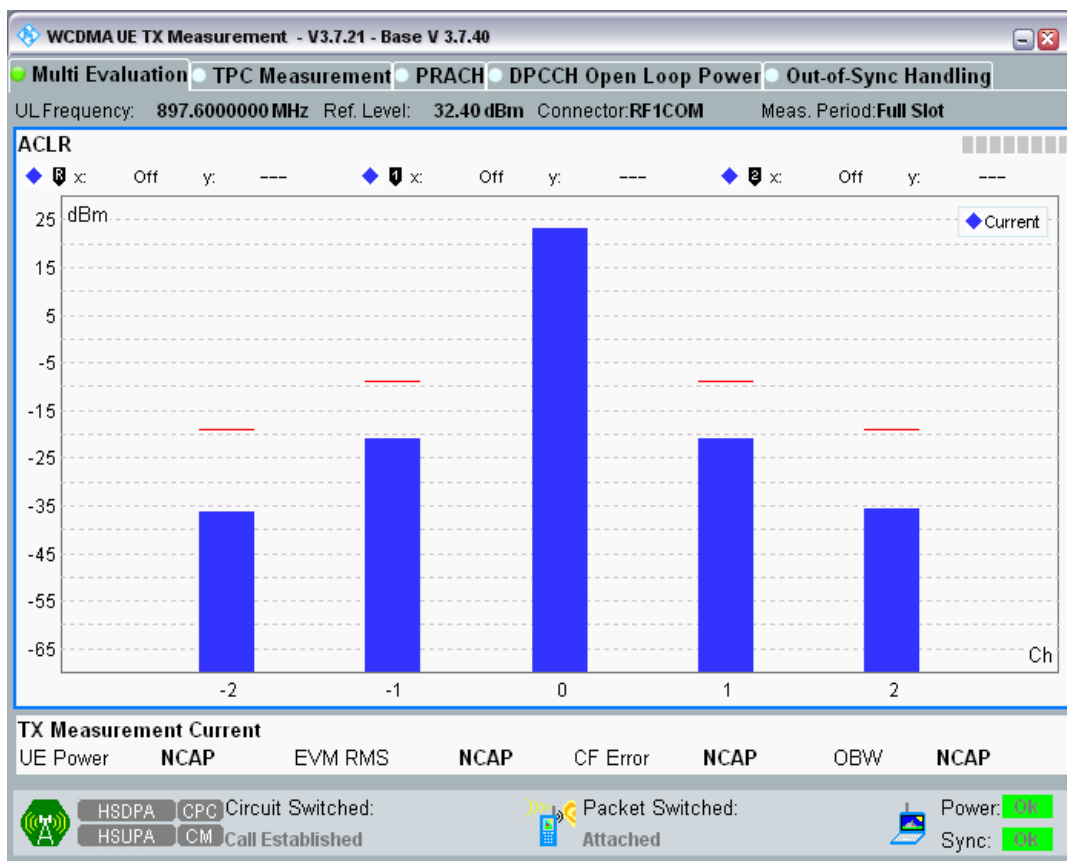 WCDMA UE TX Measurement - V3.7.21 - Base V 3.7.40
Multi Evaluation TPC Measurement PRACH DPCCH Open Loop Power Out-of-Sync Handling
UL Frequency: 897.6000000 MHz Ref. Level: 32.40 dBm Connector:RF1COM Meas. Period:Full Slot
ACLR
R x: Off y: --- 1 x: Off y: --- 2 x: Off y: ---
dBm
Current
25
15
5
-5
-15
-25
-35
-45
-55
-65
Ch
-2 -1 0 1 2
TX Measurement Current
UE Power NCAP EVM RMS NCAP CF Error NCAP OBW NCAP
HSDPA CPC Circuit Switched: Packet Switched: Power: Ok
HSUPA CM Call Established Attached Sync: Ok